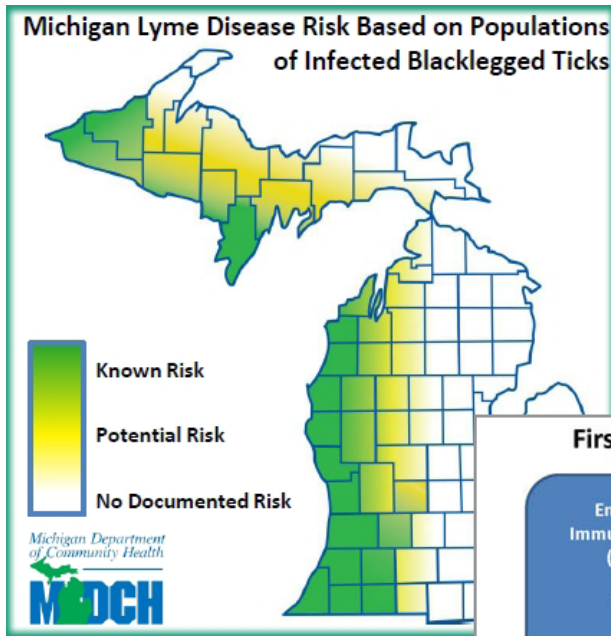 Michigan Lyme Disease Risk Based on Populations
of Infected Blacklegged Ticks
Known Risk
Potential Risk
No Documented Risk
Michigan Department
of Community Health
MDCH